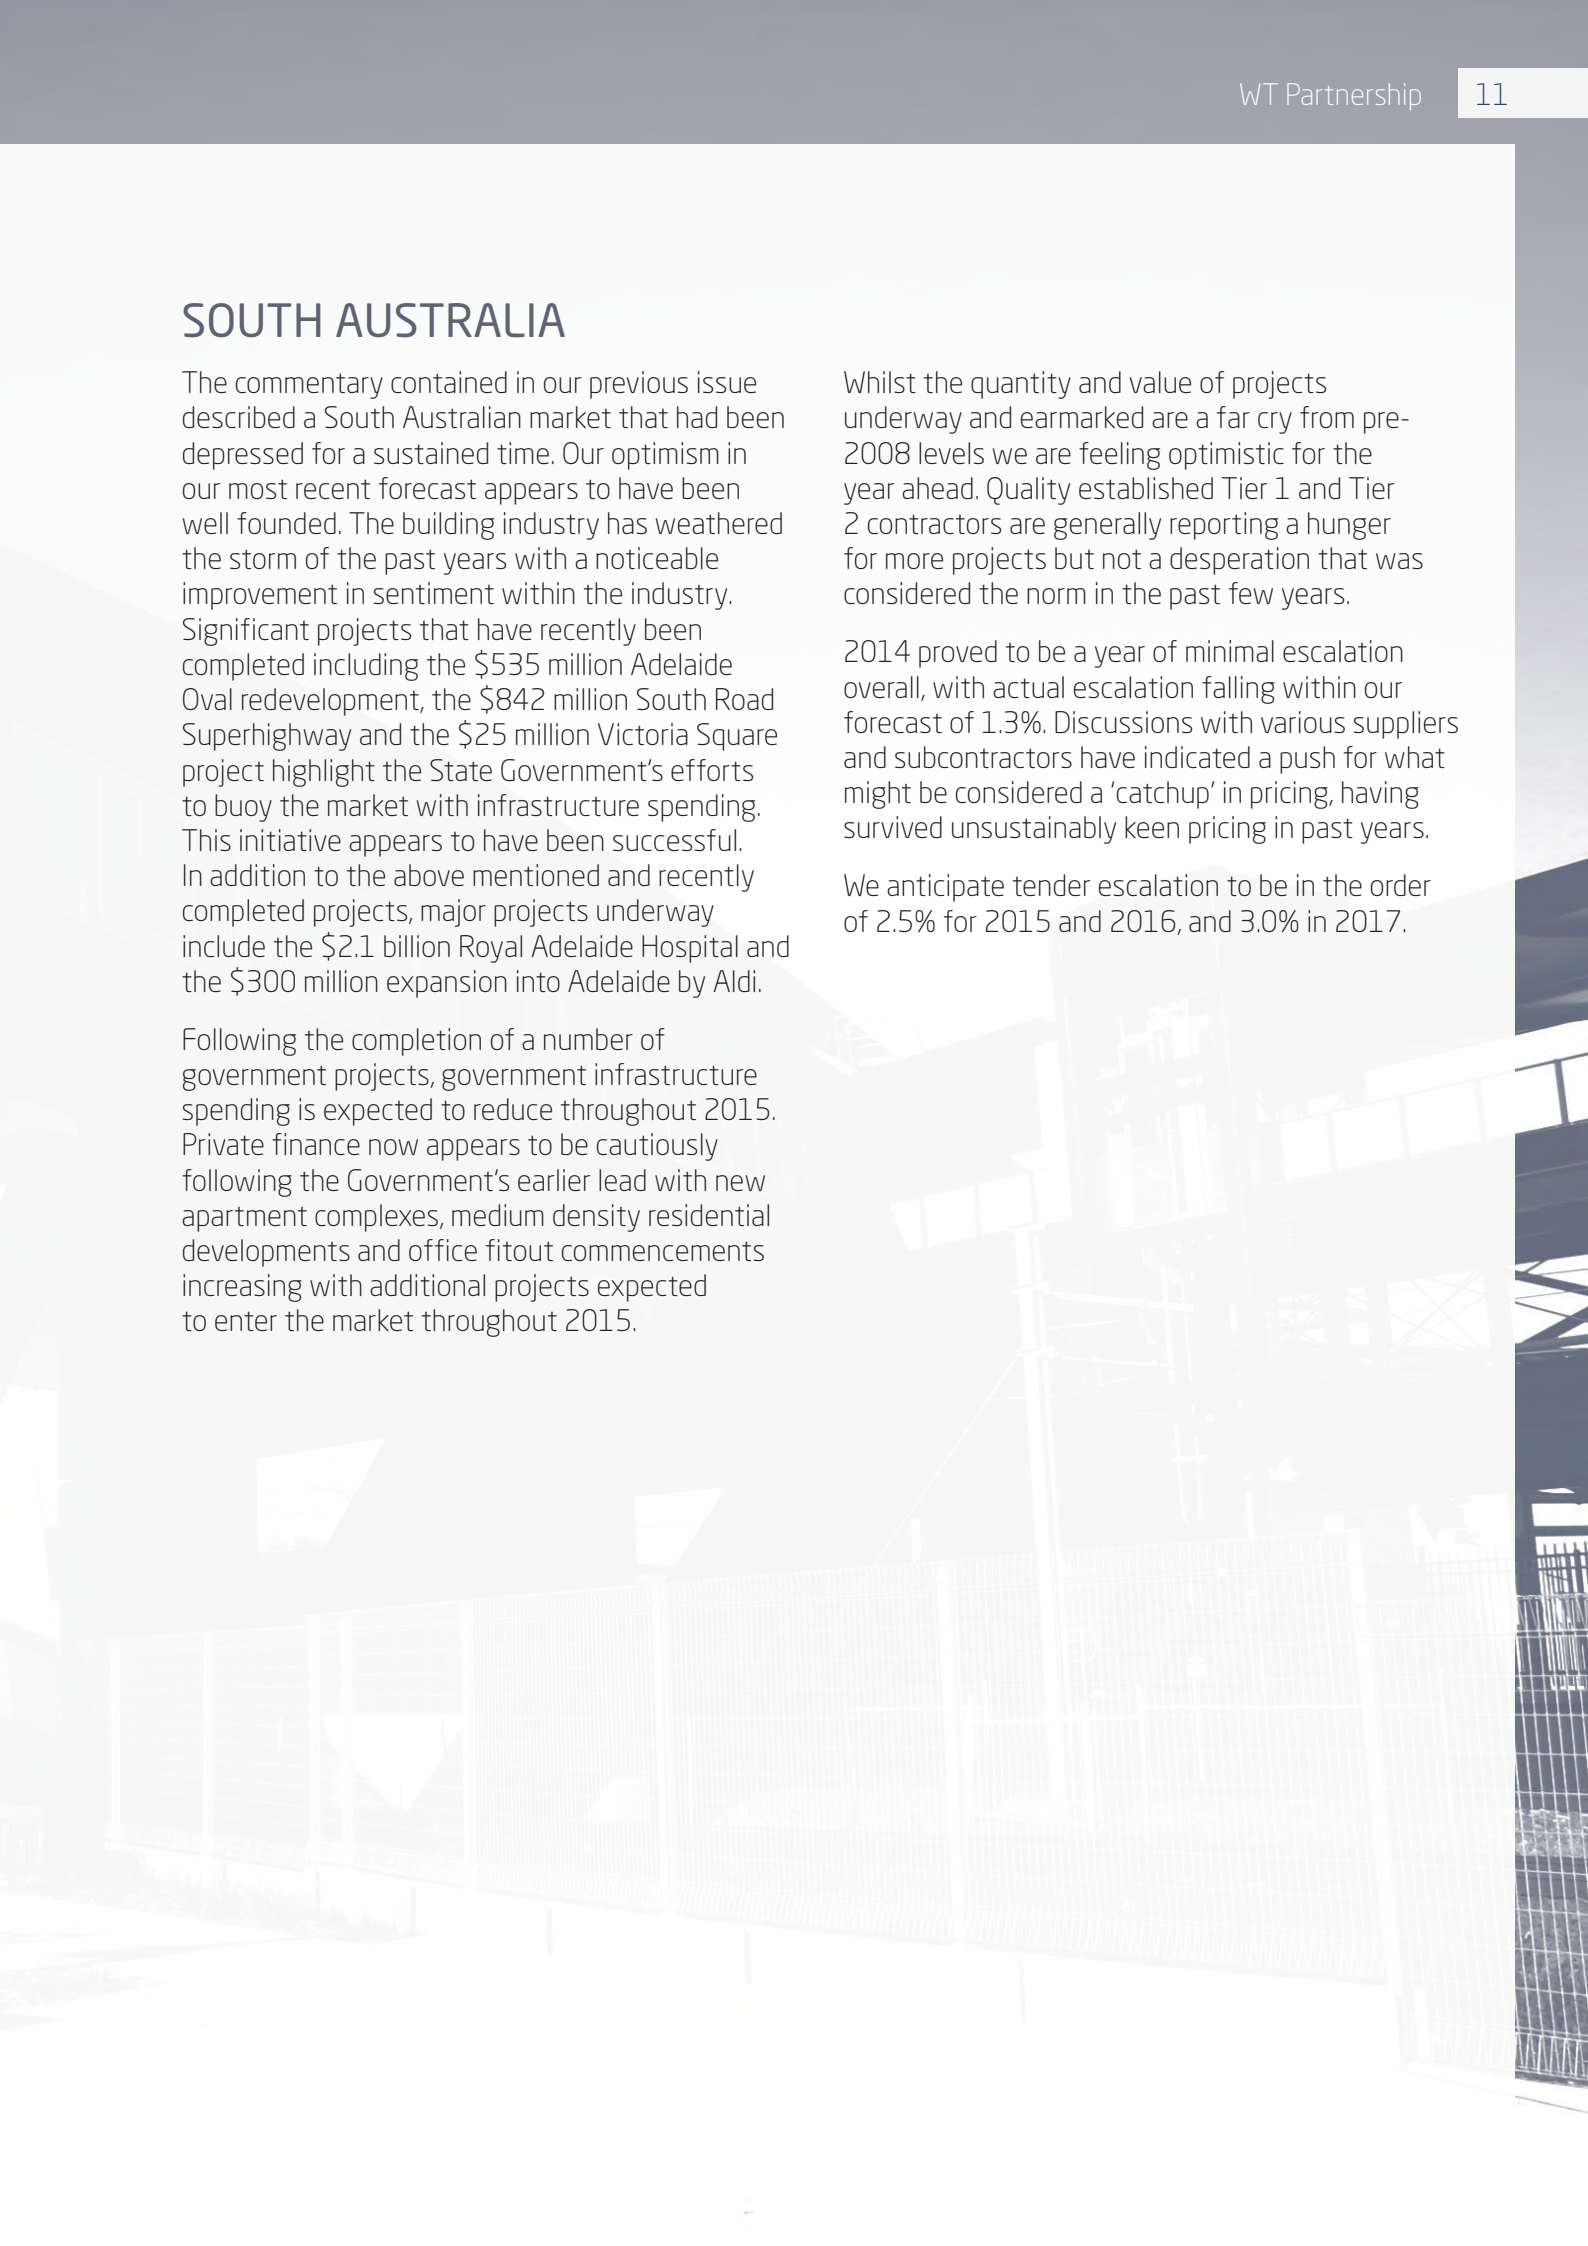 WT Partnership
11
SOUTH AUSTRALIA
The commentary contained in our previous issue
described a South Australian market that had been
depressed for a sustained time. Our optimism in
our most recent forecast appears to have been
well founded. The building industry has weathered
the storm of the past years with a noticeable
improvement in sentiment within the industry.
Significant projects that have recently been
completed including the $535 million Adelaide
Oval redevelopment, the $842 million South Road
Superhighway and the $25 million Victoria Square
project highlight the State Government’s efforts
to buoy the market with infrastructure spending.
This initiative appears to have been successful.
In addition to the above mentioned and recently
completed projects, major projects underway
include the $2.1 billion Royal Adelaide Hospital and
the $300 million expansion into Adelaide by Aldi.
Following the completion of a number of
government projects, government infrastructure
spending is expected to reduce throughout 2015.
Private finance now appears to be cautiously
following the Government’s earlier lead with new
apartment complexes, medium density residential
developments and office fitout commencements
increasing with additional projects expected
to enter the market throughout 2015.
Whilst the quantity and value of projects
underway and earmarked are a far cry from pre-
2008 levels we are feeling optimistic for the
year ahead. Quality established Tier 1 and Tier
2 contractors are generally reporting a hunger
for more projects but not a desperation that was
considered the norm in the past few years.
2014 proved to be a year of minimal escalation
overall, with actual escalation falling within our
forecast of 1.3%. Discussions with various suppliers
and subcontractors have indicated a push for what
might be considered a ‘catchup’ in pricing, having
survived unsustainably keen pricing in past years.
We anticipate tender escalation to be in the order
of 2.5% for 2015 and 2016, and 3.0% in 2017.